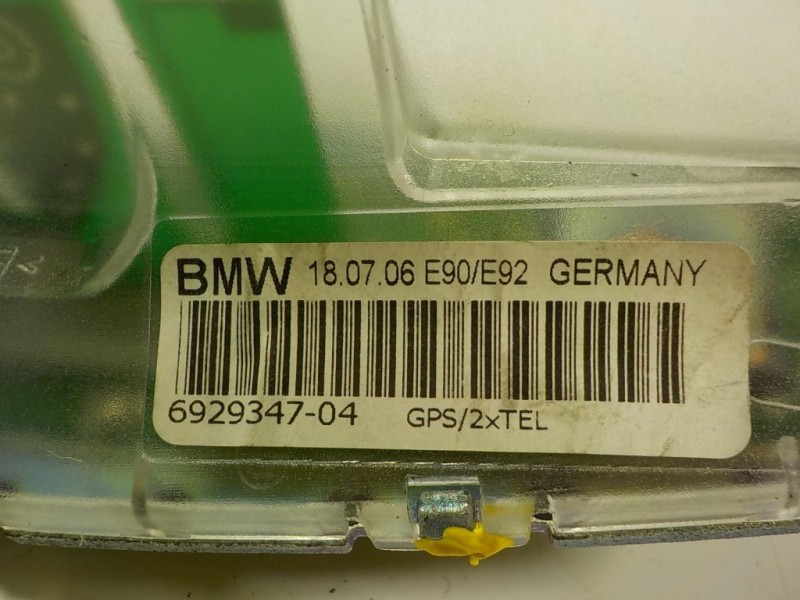 BMW 18.07.06 E90/E92 GERMANY
6929347-04 GPS/2xTEL